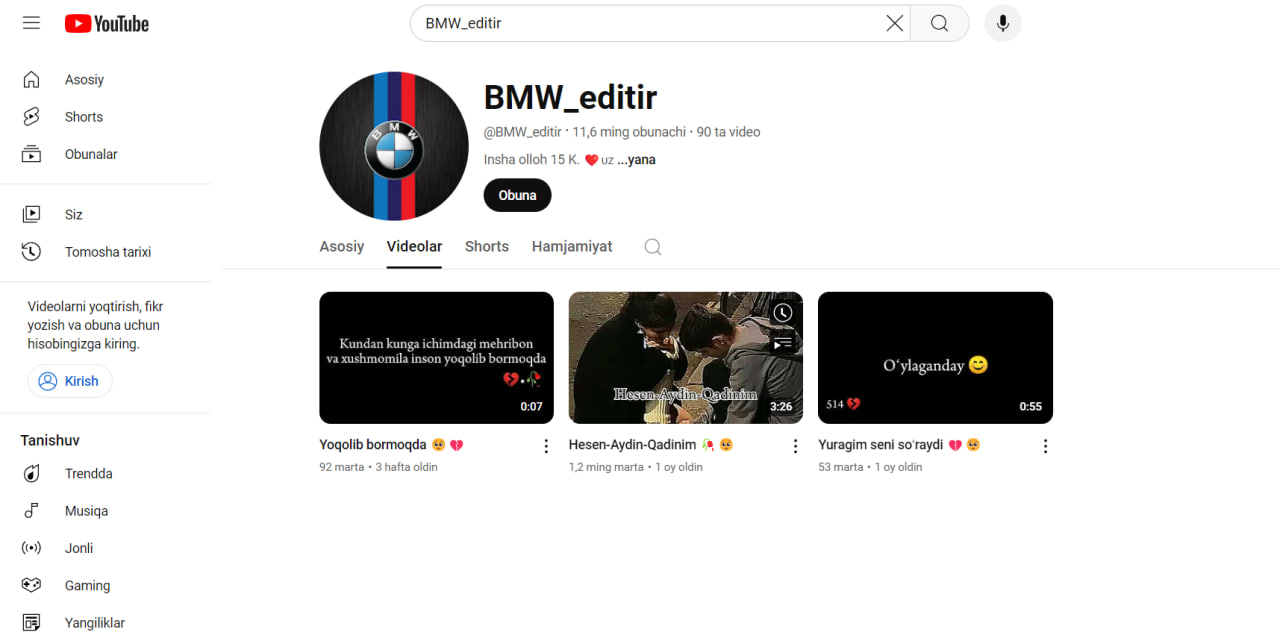 YouTube
BMW_editir
Asosiy
Shorts
Obunalar
Siz
Tomosha tarixi
Videolarni yoqtirish, fikr
yozish va obuna uchun
hisobingizga kiring.
Kirish
Tanishuv
Trendda
Musiqa
Jonli
Gaming
Yangiliklar
BMW
BMW_editir
@BMW_editir · 11,6 ming obunachi · 90 ta video
Insha olloh 15 K. ❤️ uz ...yana
Obuna
Asosiy Videolar Shorts Hamjamiyat
Kundan kunga ichimdagi mehribon
va xushmomila inson yoqolib bormoqda
💔•🥀
0:07
Yoqolib bormoqda 🥺 💔
92 marta • 3 hafta oldin
Hesen-Aydin-Qadinim
3:26
Hesen-Aydin-Qadinim 🥀 🥺
1,2 ming marta • 1 oy oldin
Oʻylaganday 😊
514 💔
0:55
Yuragim seni soʻraydi 💔 🥺
53 marta • 1 oy oldin